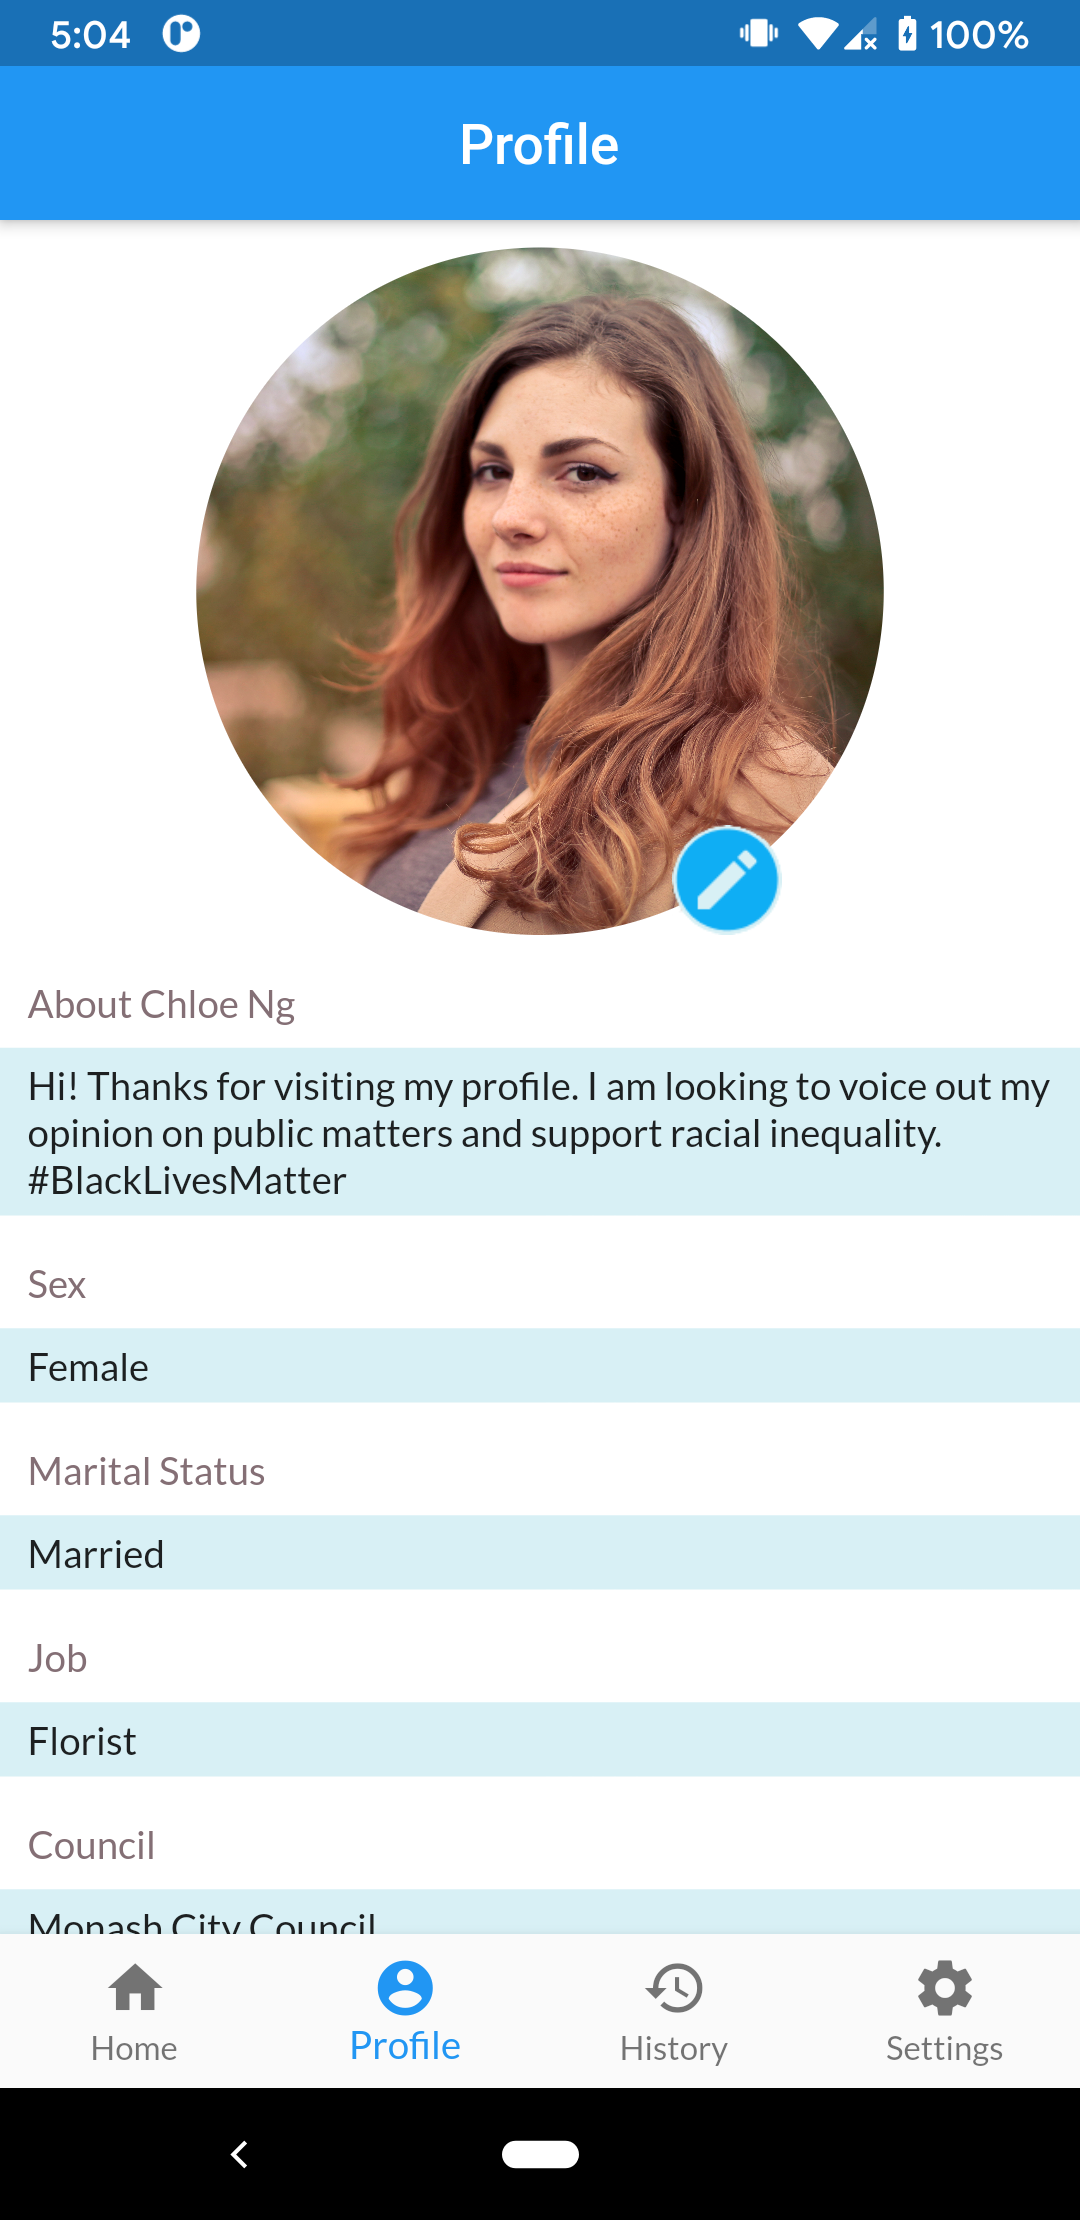 5:04
100%
Profile
About Chloe Ng
Hi! Thanks for visiting my profile. I am looking to voice out my
opinion on public matters and support racial inequality.
#BlackLivesMatter
Sex
Female
Marital Status
Married
Job
Florist
Council
Monash City Council
Home
Profile
History
Settings